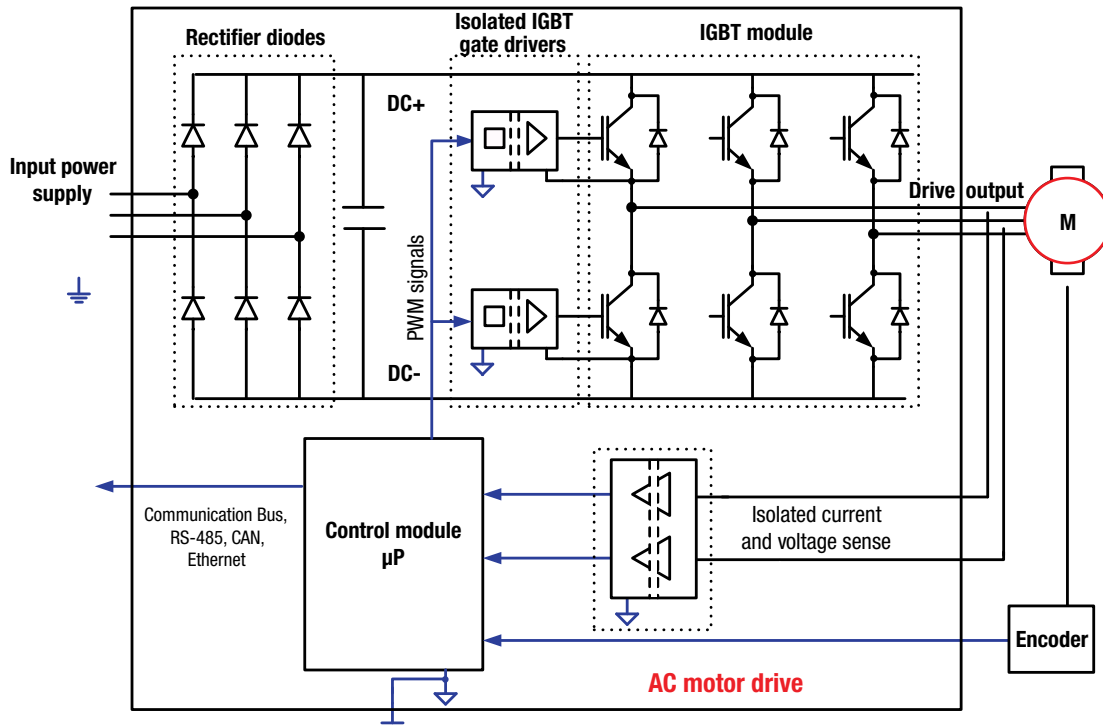 Rectifier diodes
Isolated IGBT
gate drivers
IGBT module
DC+
Input power
supply
Drive output
M
PWM signals
DC-
Control module
µP
Communication Bus,
RS-485, CAN,
Ethernet
Isolated current
and voltage sense
Encoder
AC motor drive